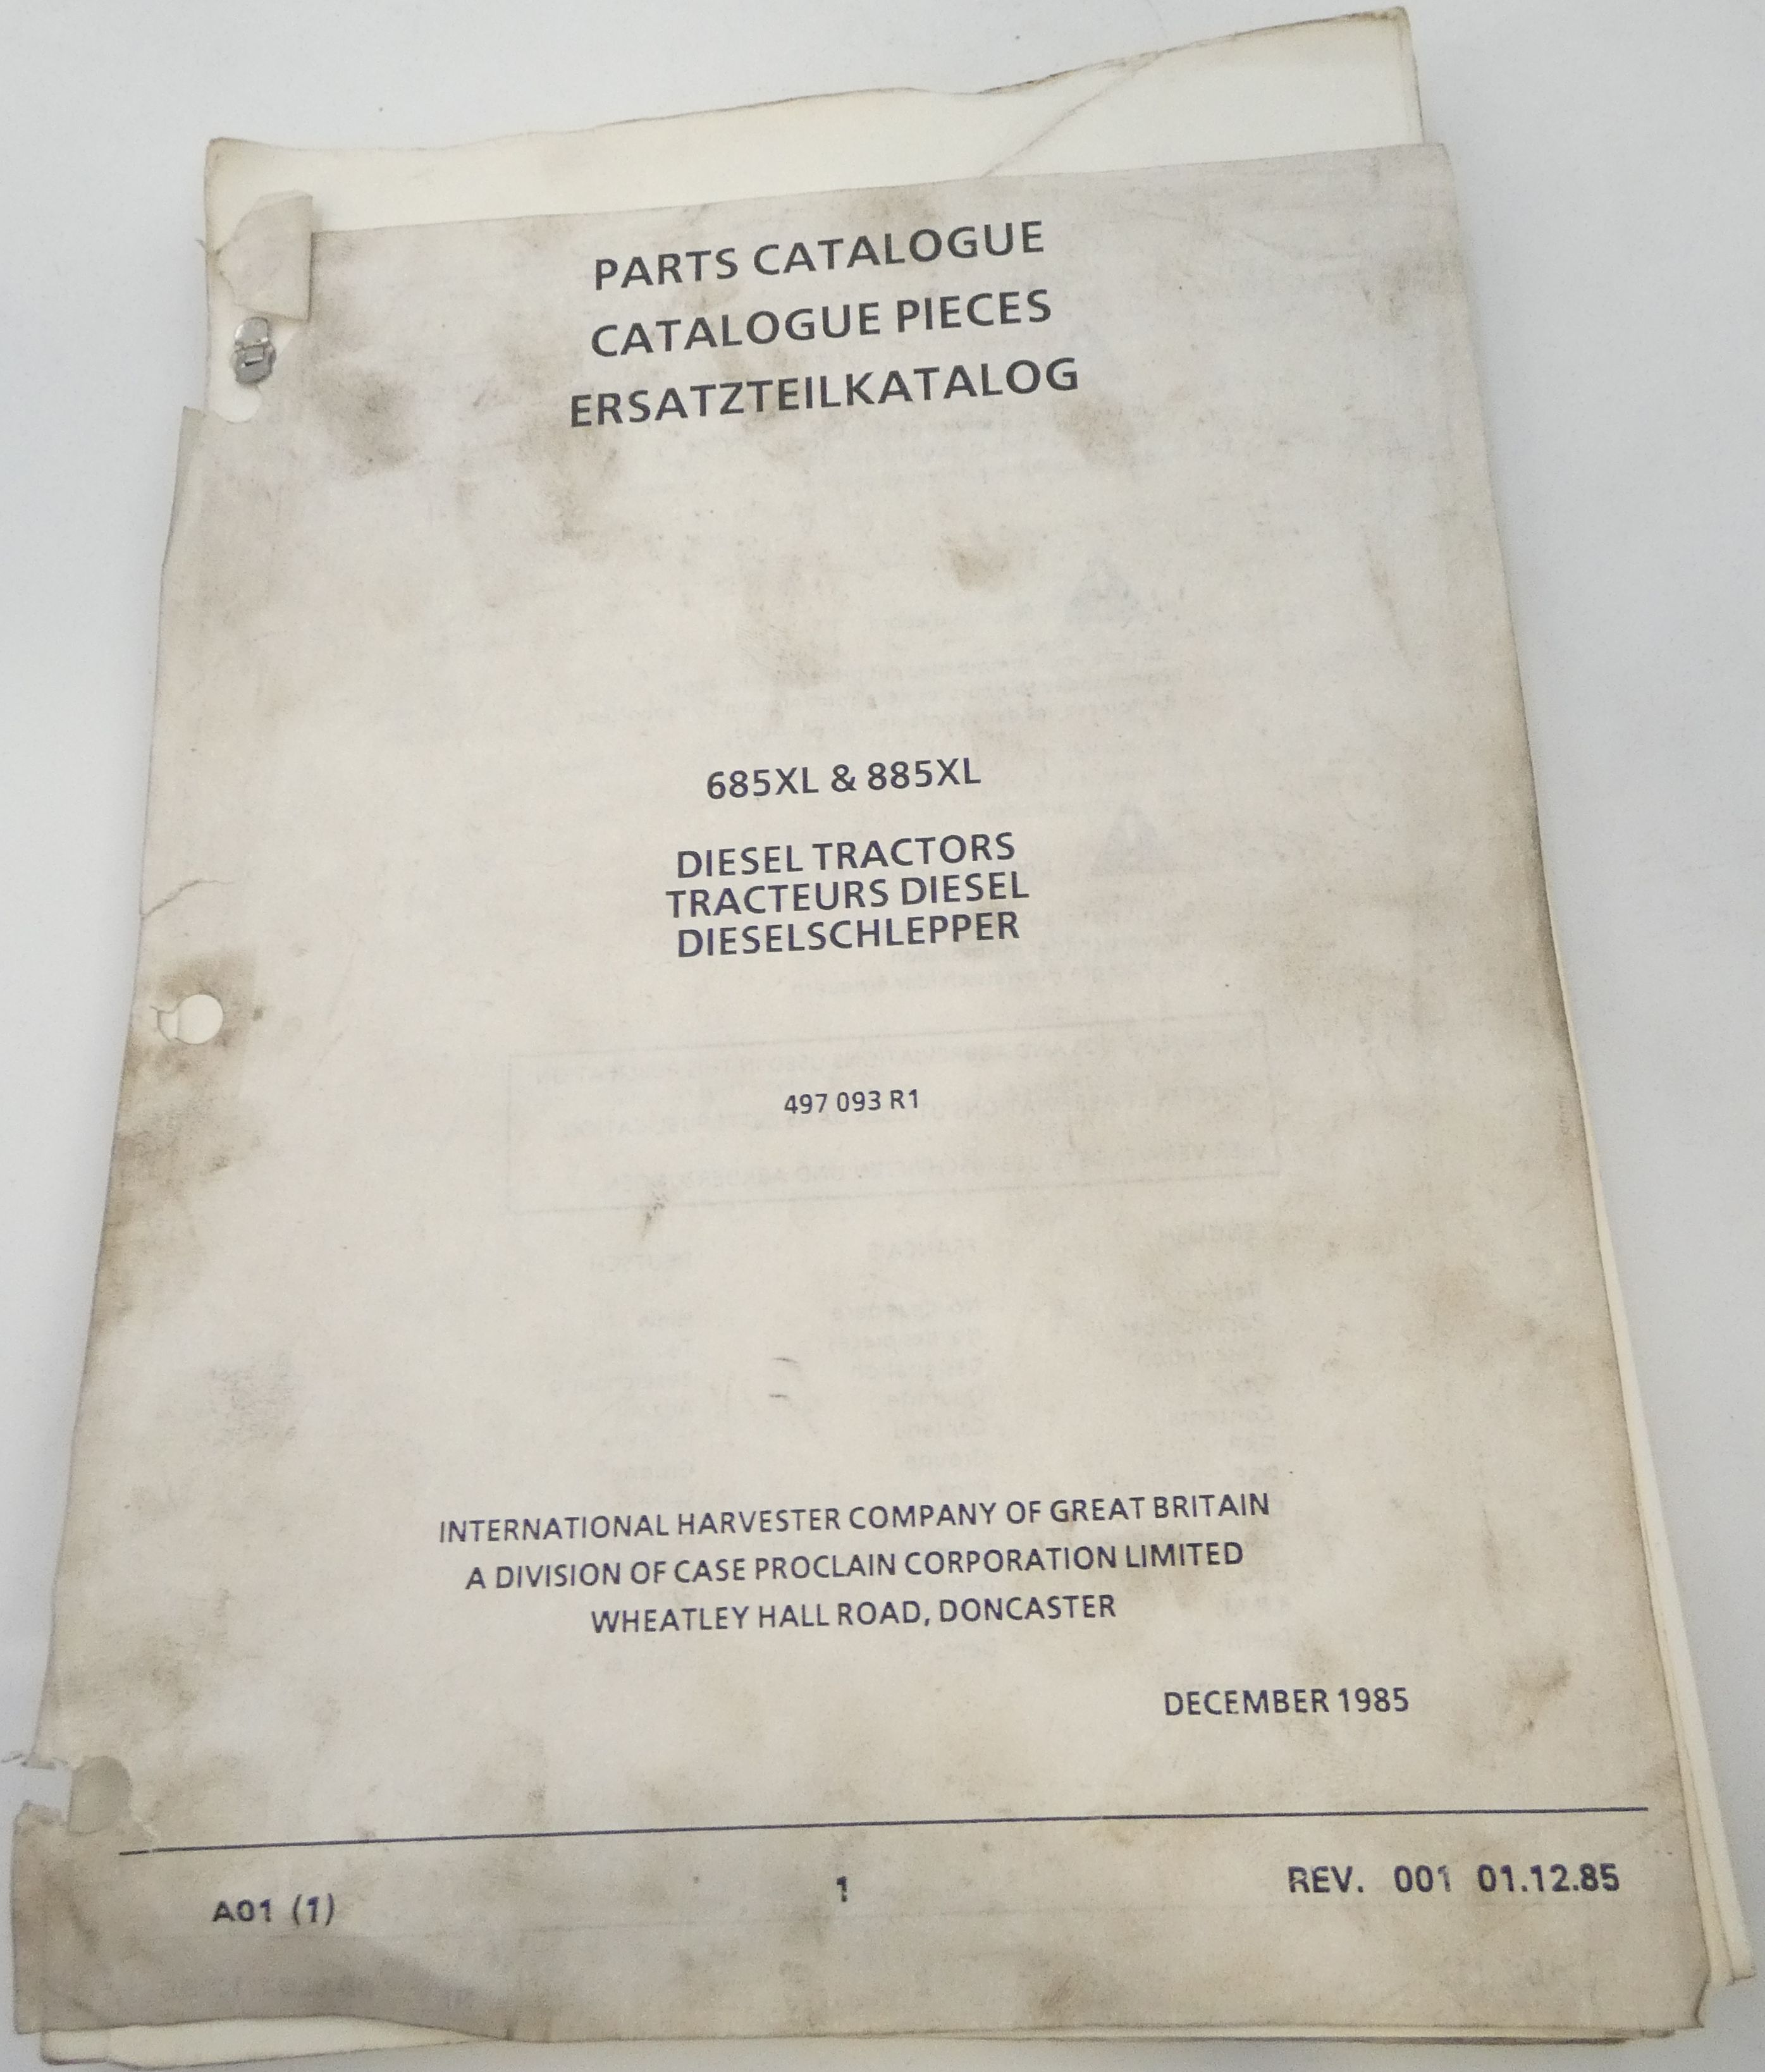 PARTS CATALOGUE
CATALOGUE PIECES
ERSATZTEILKATALOG
685XL & 885XL
DIESEL TRACTORS
TRACTEURS DIESEL
DIESELSCHLEPPER
497 093 R1
INTERNATIONAL HARVESTER COMPANY OF GREAT BRITAIN
A DIVISION OF CASE PROCLAIN CORPORATION LIMITED
WHEATLEY HALL ROAD, DONCASTER
DECEMBER 1985
A01 (1) 1 REV. 001 01.12.85